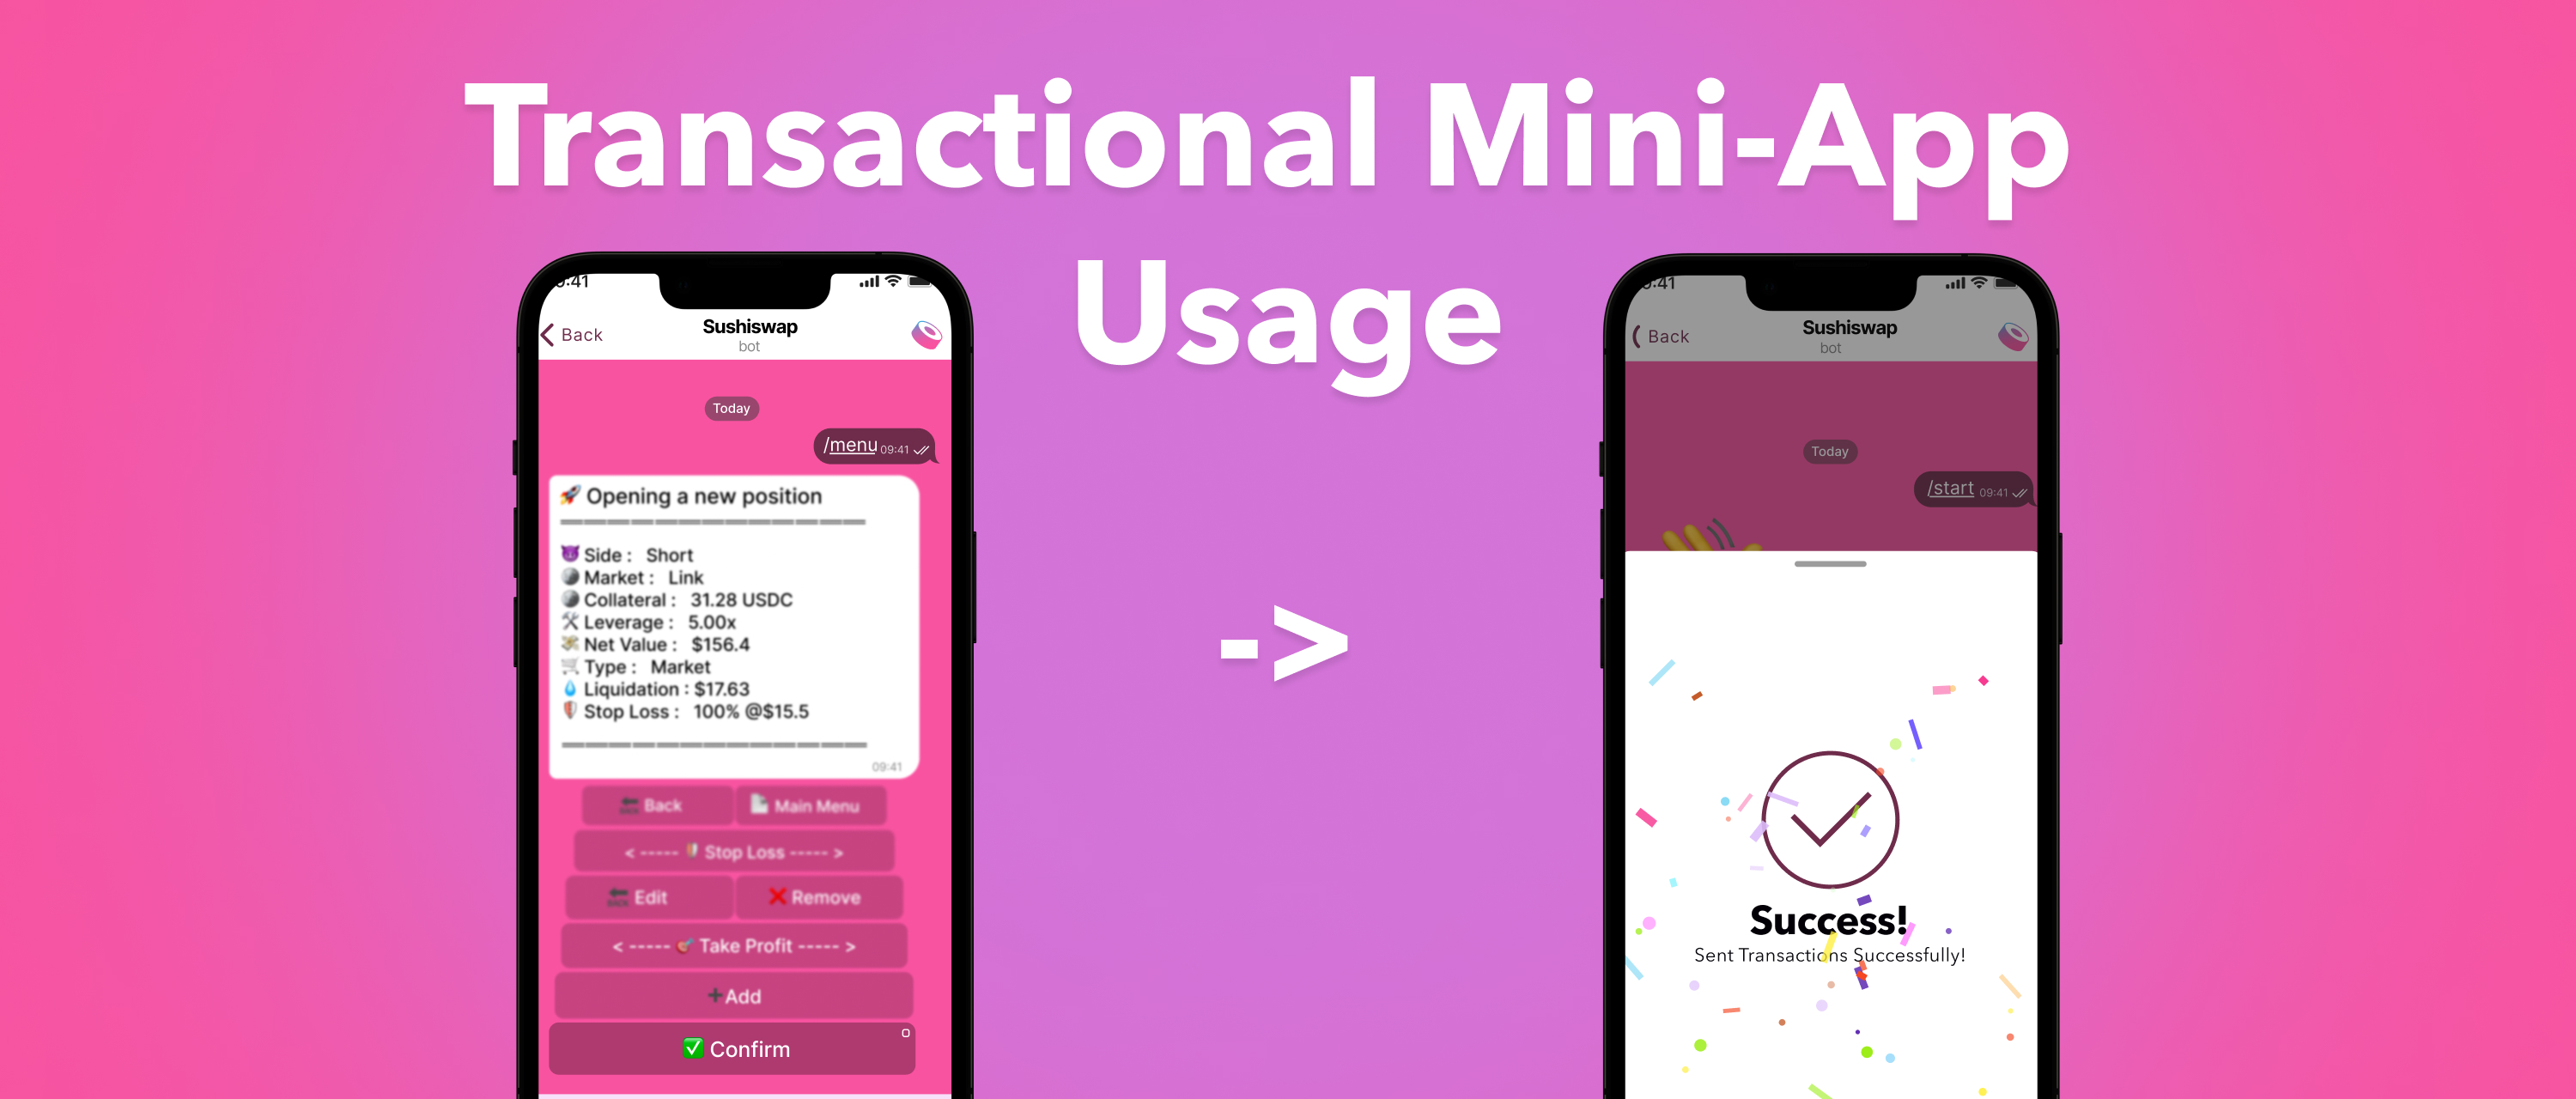 Transactional Mini-App
Usage
9:41
Back
Sushiswap
bot
Today
/menu 09:41
Opening a new position
Side : Short
Market : Link
Collateral : 31.28 USDC
Leverage : 5.00x
Net Value : $156.4
Type : Market
Liquidation : $17.63
Stop Loss : 100% @$15.5
09:41
Back
Main Menu
< ----- Stop Loss ----- >
Edit
Remove
< ----- Take Profit ----- >
Add
Confirm
->
9:41
Back
Sushiswap
bot
Today
/start 09:41
Success!
Sent Transactions Successfully!